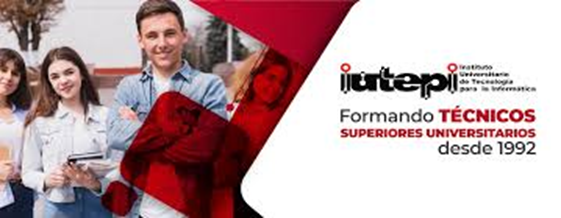 iutepi
Instituto
Universitario
de Tecnología
para la Informática
Formando TÉCNICOS
SUPERIORES UNIVERSITARIOS
desde 1992